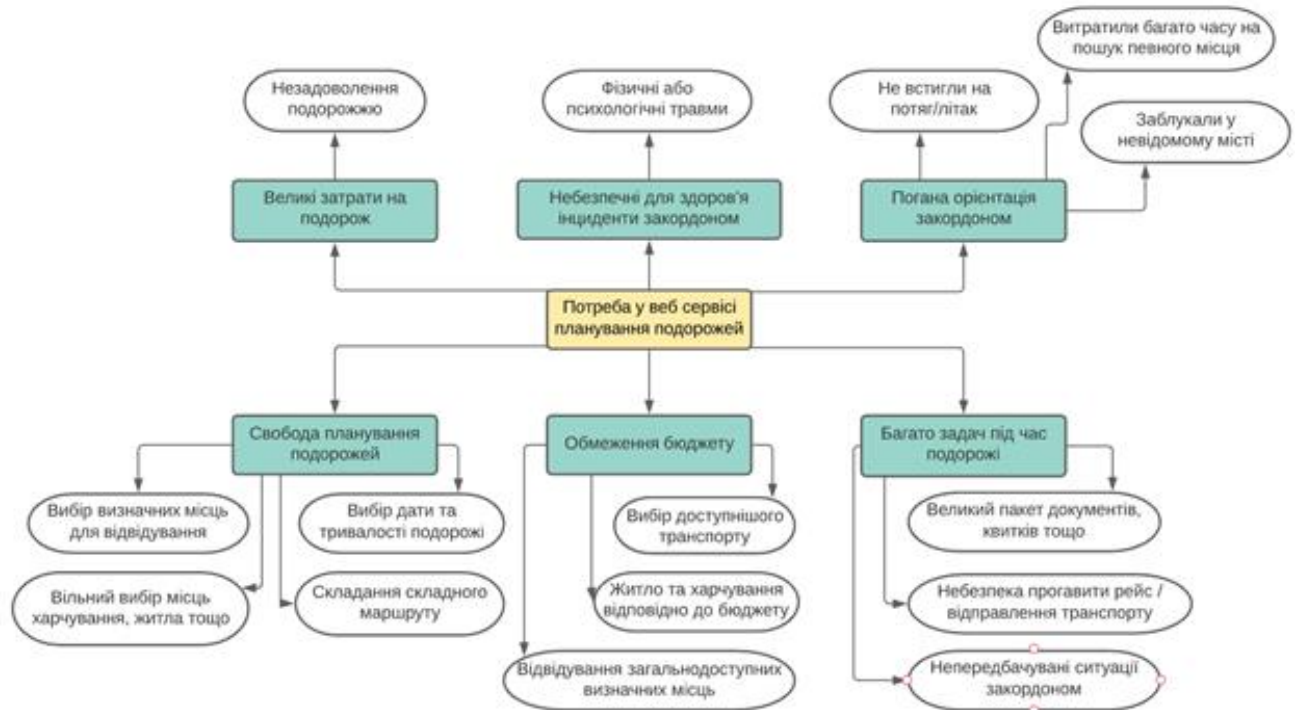 Витратили багато часу на
пошук певного місця
Незадоволення
подорожжю
Фізичні або
психологічні травми
Не встигли на
потяг/літак
Заблукали у
невідомому місті
Великі затрати на
подорож
Небезпечні для здоров'я
інциденти закордоном
Погана орієнтація
закордоном
Потреба у веб сервісі
планування подорожей
Свобода планування
подорожей
Обмеження бюджету
Багато задач під час
подорожі
Вибір визначних місць
для відвідування
Вибір дати та
тривалості подорожі
Вибір доступнішого
транспорту
Великий пакет документів,
квитків тощо
Вільний вибір місць
харчування, житла тощо
Складання складного
маршруту
Житло та харчування
відповідно до бюджету
Небезпека прогавити рейс /
відправлення транспорту
Відвідування загальнодоступних
визначних місць
Непередбачувані ситуації
закордоном